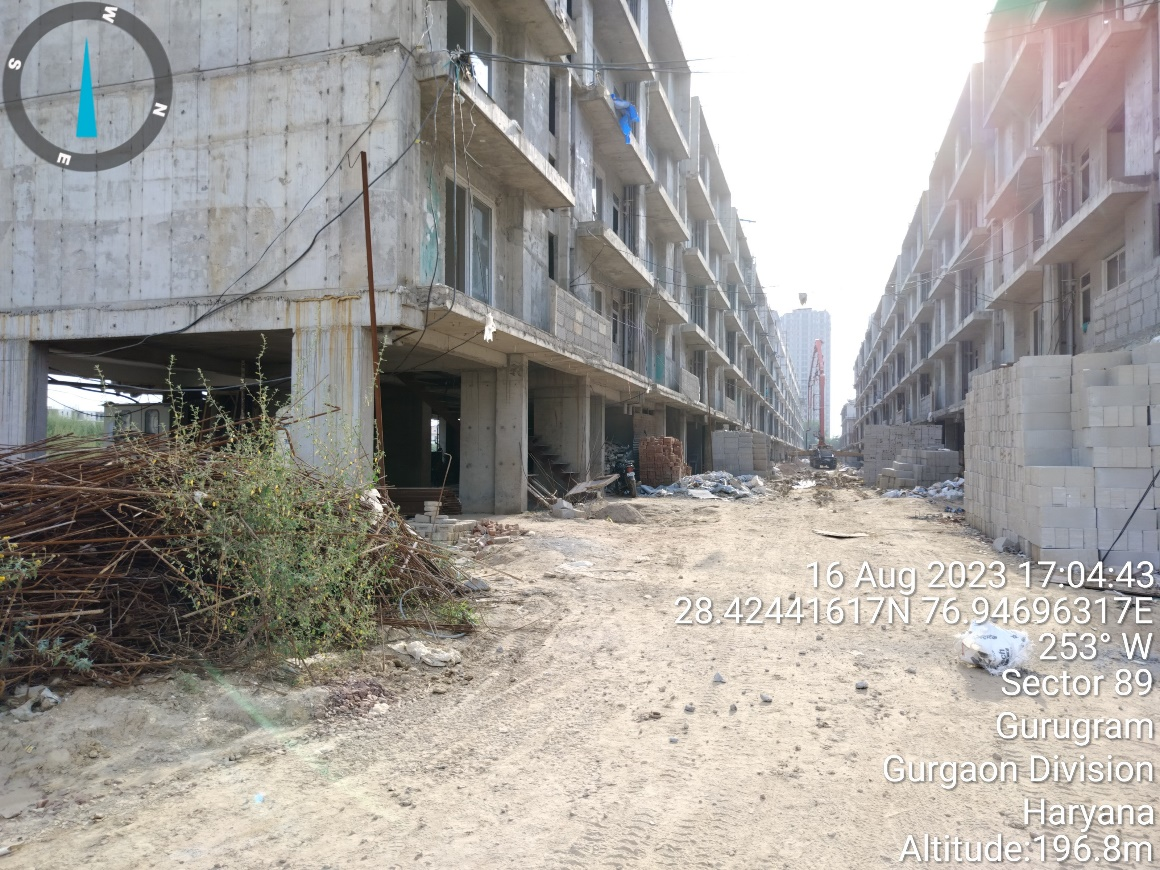 W
S
N
E
16 Aug 2023 17:04:43
28.42441617N 76.94696317E
253° W
Sector 89
Gurugram
Gurgaon Division
Haryana
Altitude:196.8m